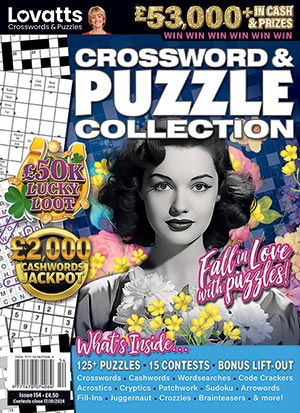 Lovatts
Crosswords & Puzzles
£53,000+ IN CASH & PRIZES
WIN WIN WIN WIN WIN WIN WIN
CROSSWORD &
PUZZLE
COLLECTION
£50K
LUCKY
LOOT
£2,000
CASHWORDS
JACKPOT
Fall in Love
with puzzles!
What's Inside...
125+ PUZZLES • 15 CONTESTS • BONUS LIFT-OUT
Crosswords • Cashwords • Wordsearches • Code Crackers
Acrostics • Cryptics • Patchwork • Sudoku • Arrowords
Fill-Ins • Juggernaut • Crozzles • Brainteasers & more!
Issue 154 • £4.50